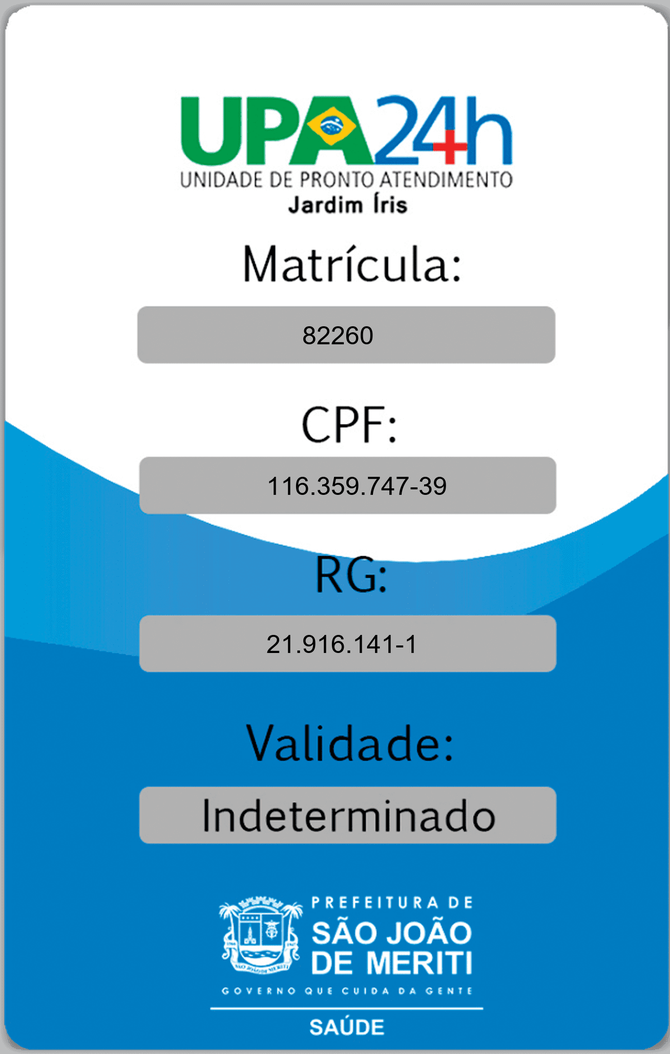 UPA24h
UNIDADE DE PRONTO ATENDIMENTO
Jardim Íris
Matrícula:
82260
CPF:
116.359.747-39
RG:
21.916.141-1
Validade:
Indeterminado
PREFEITURA DE
SÃO JOÃO
DE MERITI
GOVERNO QUE CUIDA DA GENTE
SAÚDE